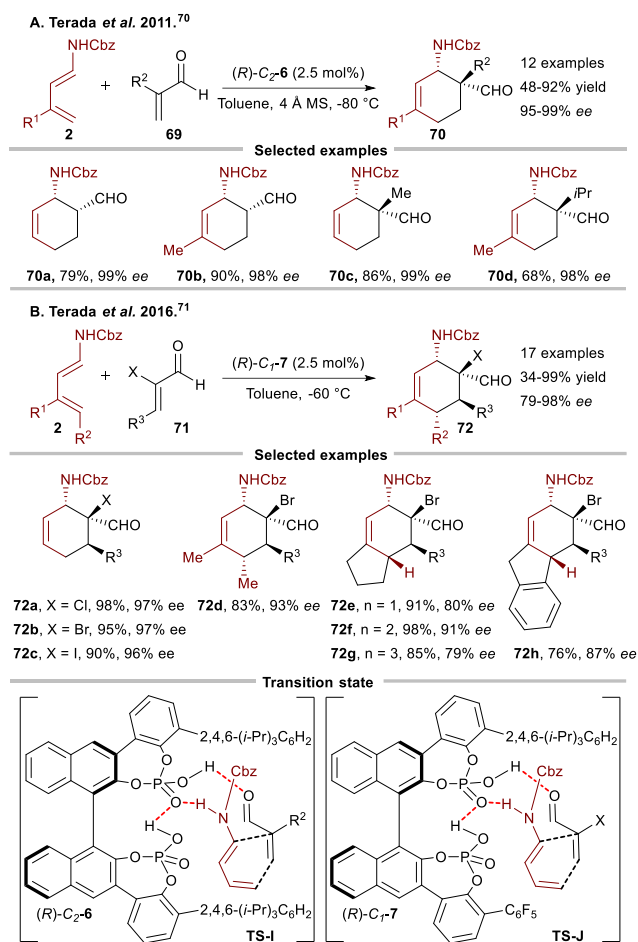 A. Terada et al. 2011.70
NHCbz
R1
2
+
R2
O
H
69
(R)-C2-6 (2.5 mol%)
Toluene, 4 Å MS, -80 °C
NHCbz
R2
CHO
R1
70
12 examples
48-92% yield
95-99% ee
Selected examples
NHCbz
CHO
70a, 79%, 99% ee
NHCbz
CHO
Me
70b, 90%, 98% ee
NHCbz
Me
CHO
70c, 86%, 99% ee
NHCbz
iPr
CHO
Me
70d, 68%, 98% ee
B. Terada et al. 2016.71
NHCbz
R1
R2
2
+
O
X
H
R3
71
(R)-C1-7 (2.5 mol%)
Toluene, -60 °C
NHCbz
X
CHO
R1
R3
R2
72
17 examples
34-99% yield
79-98% ee
Selected examples
NHCbz
X
CHO
R3
72a, X = Cl, 98%, 97% ee
72b, X = Br, 95%, 97% ee
72c, X = I, 90%, 96% ee
NHCbz
Br
CHO
Me
R3
Me
72d, 83%, 93% ee
NHCbz
Br
CHO
R3
H
72e, n = 1, 91%, 80% ee
72f, n = 2, 98%, 91% ee
72g, n = 3, 85%, 79% ee
NHCbz
Br
CHO
R3
H
72h, 76%, 87% ee
Transition state
2,4,6-(i-Pr)3C6H2
O
O P O H
O
Cbz
H N
O
R2
H
O
O P O
O
(R)-C2-6
2,4,6-(i-Pr)3C6H2
TS-I
2,4,6-(i-Pr)3C6H2
O
O P O H
O
Cbz
H N
O
X
H
O
O P O
O
(R)-C1-7
C6F5
TS-J